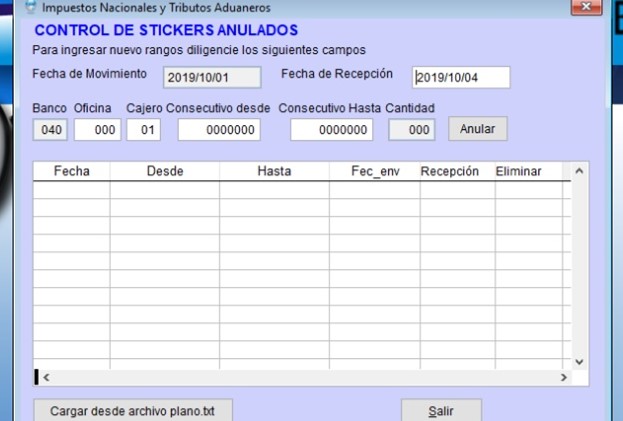 Impuestos Nacionales y Tributos Aduaneros
CONTROL DE STICKERS ANULADOS
Para ingresar nuevo rangos diligencie los siguientes campos
Fecha de Movimiento 2019/10/01 Fecha de Recepción 2019/10/04
Banco Oficina Cajero Consecutivo desde Consecutivo Hasta Cantidad
040 000 01 0000000 0000000 000 Anular
Fecha Desde Hasta Fec_env Recepción Eliminar
Cargar desde archivo plano.txt Salir